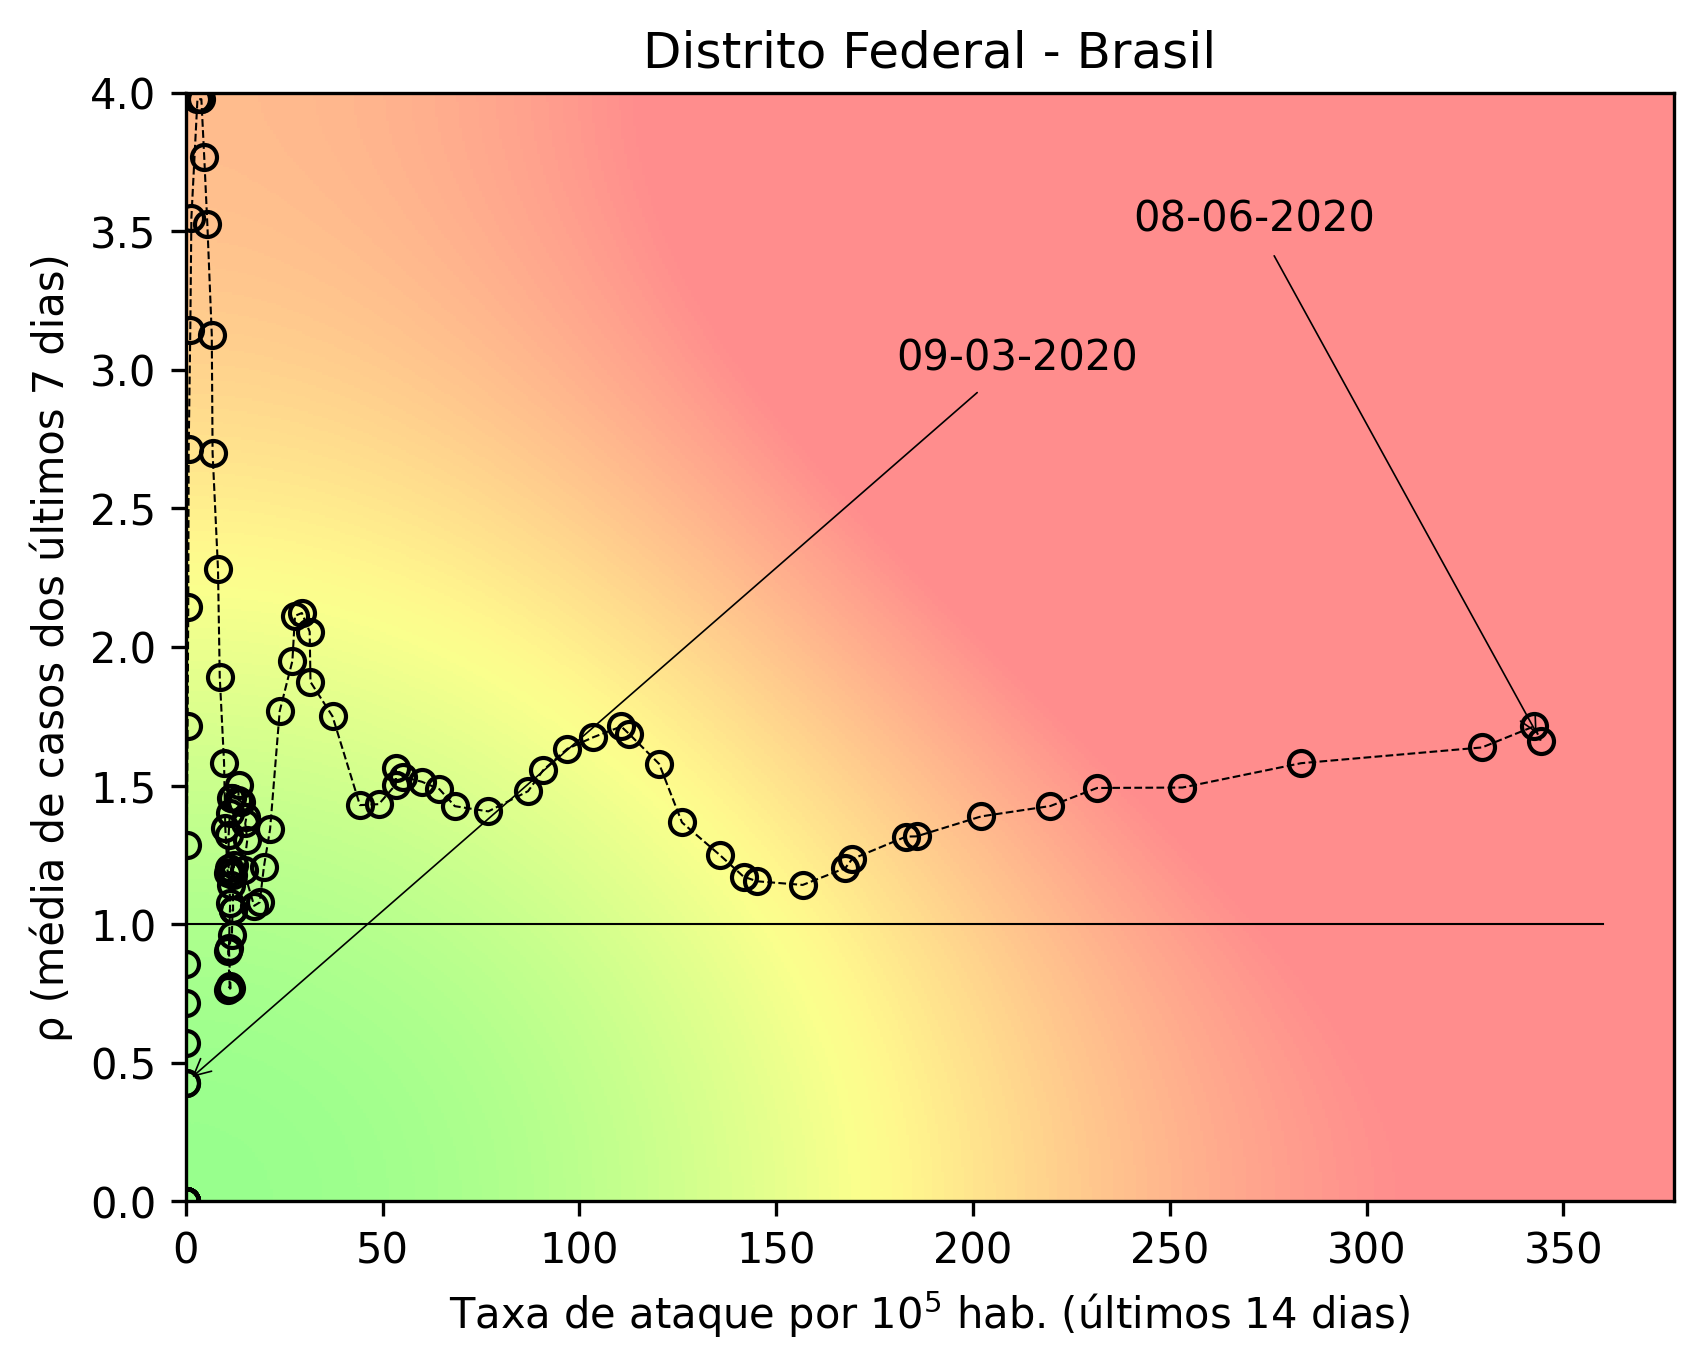 Distrito Federal - Brasil
4.0
3.5
3.0
2.5
2.0
1.5
1.0
0.5
0.0
ρ (média de casos dos últimos 7 dias)
08-06-2020
09-03-2020
0 50 100 150 200 250 300 350
Taxa de ataque por 10⁵ hab. (últimos 14 dias)